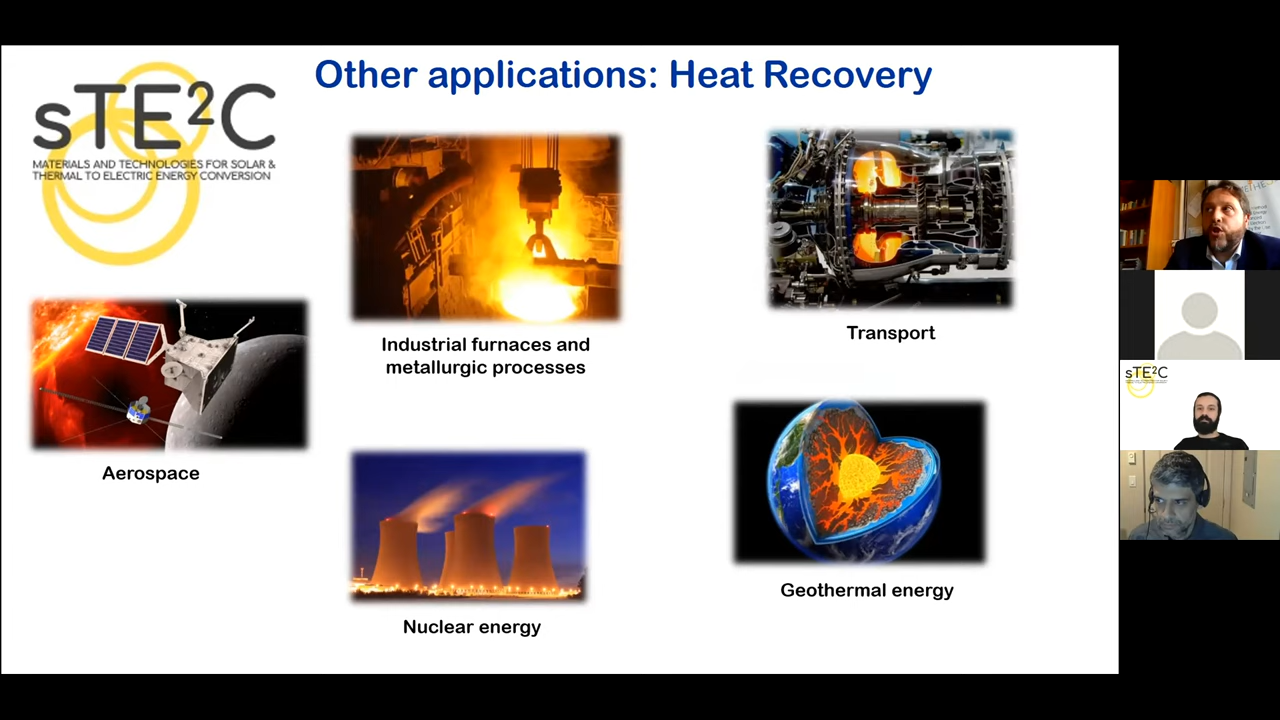 Other applications: Heat Recovery
sTE²C
MATERIALS AND TECHNOLOGIES FOR SOLAR &
THERMAL TO ELECTRIC ENERGY CONVERSION
Industrial furnaces and
metallurgic processes
Transport
Aerospace
Nuclear energy
Geothermal energy
sTE²C